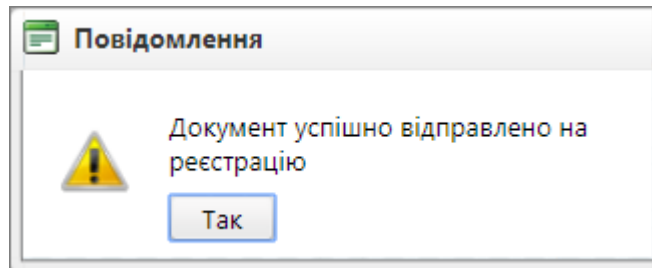 Повідомлення
Документ успішно відправлено на
реєстрацію
Так